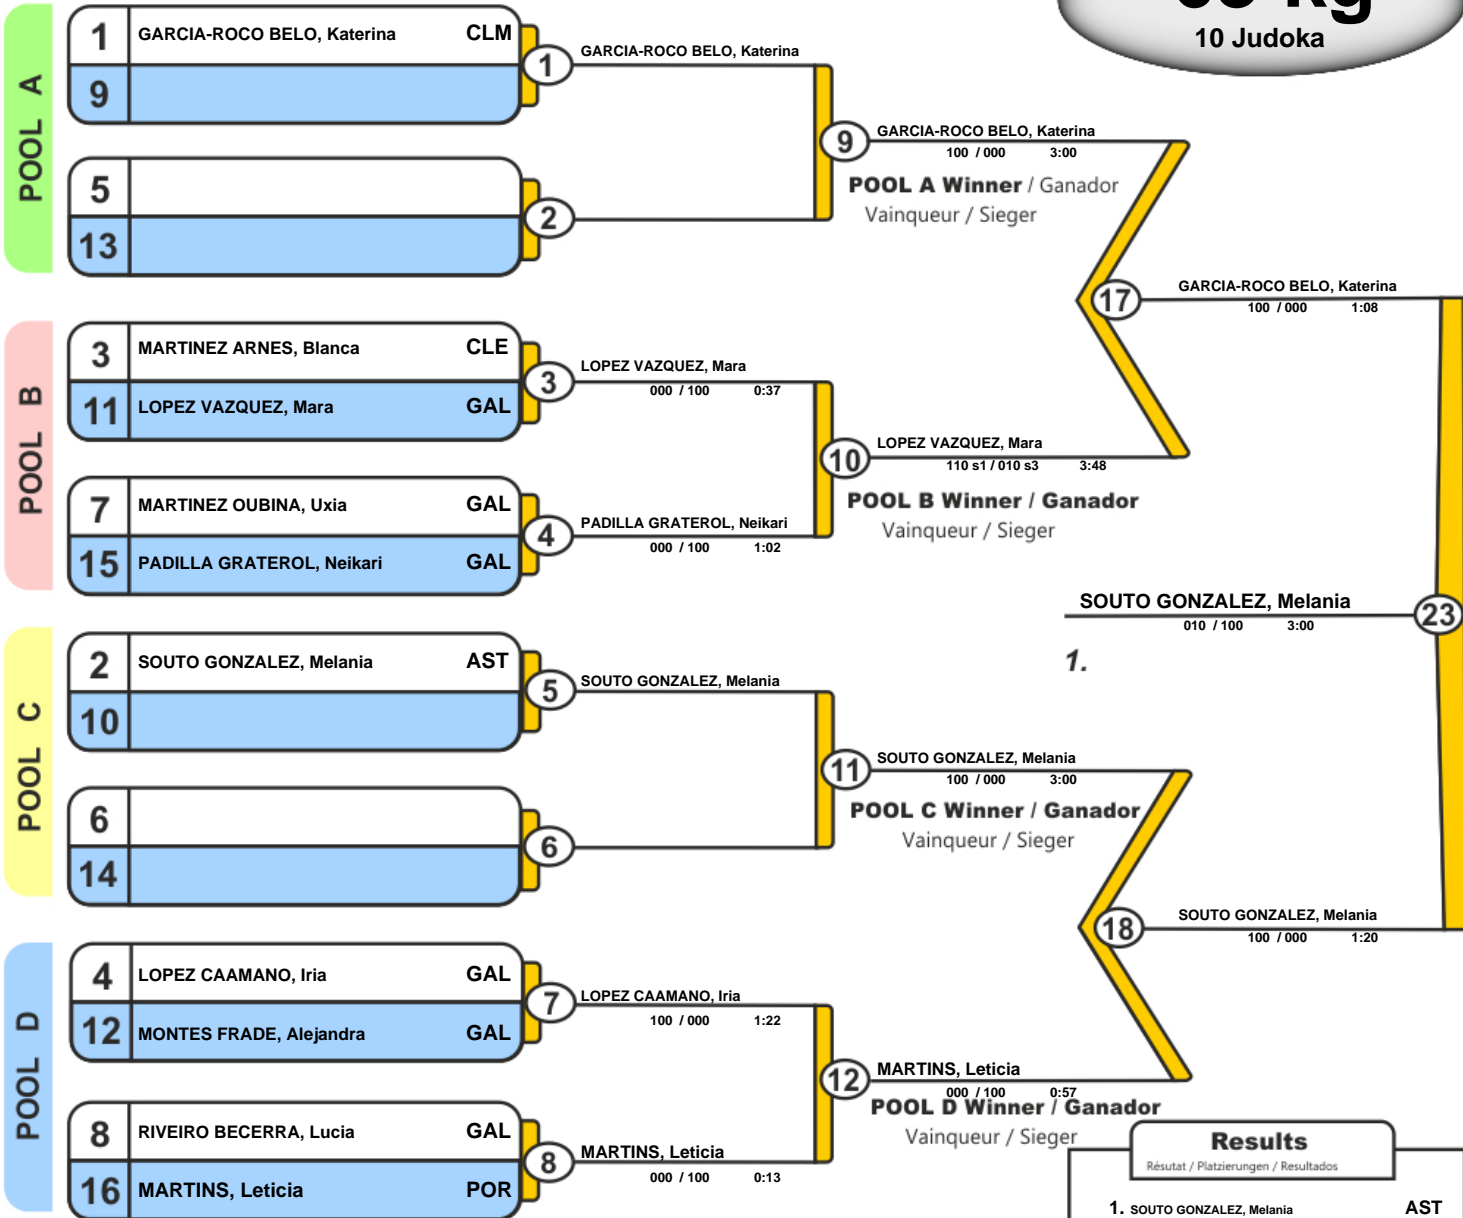 kg
10 Judoka
POOL A
1 GARCIA-ROCO BELO, Katerina CLM
9
1
GARCIA-ROCO BELO, Katerina
5
13
2
9
GARCIA-ROCO BELO, Katerina
100 / 000 3:00
POOL A Winner / Ganador
Vainqueur / Sieger
POOL B
3 MARTINEZ ARNES, Blanca CLE
11 LOPEZ VAZQUEZ, Mara GAL
3
LOPEZ VAZQUEZ, Mara
000 / 100 0:37
7 MARTINEZ OUBINA, Uxia GAL
15 PADILLA GRATEROL, Neikari GAL
4
PADILLA GRATEROL, Neikari
000 / 100 1:02
10
LOPEZ VAZQUEZ, Mara
110 s1 / 010 s3 3:48
POOL B Winner / Ganador
Vainqueur / Sieger
17
GARCIA-ROCO BELO, Katerina
100 / 000 1:08
SOUTO GONZALEZ, Melania
23
010 / 100 3:00
1.
POOL C
2 SOUTO GONZALEZ, Melania AST
10
5
SOUTO GONZALEZ, Melania
6
14
6
11
SOUTO GONZALEZ, Melania
100 / 000 3:00
POOL C Winner / Ganador
Vainqueur / Sieger
18
SOUTO GONZALEZ, Melania
100 / 000 1:20
POOL D
4 LOPEZ CAAMANO, Iria GAL
12 MONTES FRADE, Alejandra GAL
7
LOPEZ CAAMANO, Iria
100 / 000 1:22
8 RIVEIRO BECERRA, Lucia GAL
16 MARTINS, Leticia POR
8
MARTINS, Leticia
000 / 100 0:13
12
MARTINS, Leticia
000 / 100 0:57
POOL D Winner / Ganador
Vainqueur / Sieger
Results
Résutat / Platzierungen / Resultados
1. SOUTO GONZALEZ, Melania AST